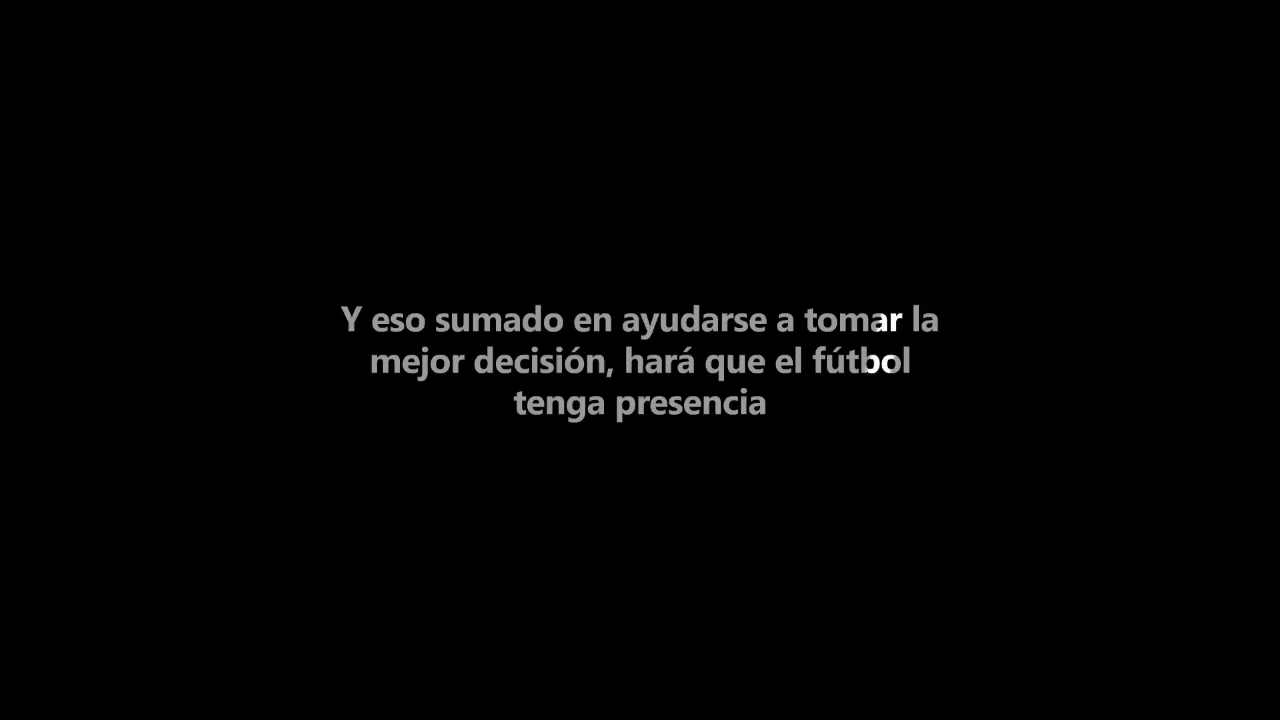 Y eso sumado en ayudarse a tomar la
mejor decisión, hará que el fútbol
tenga presencia